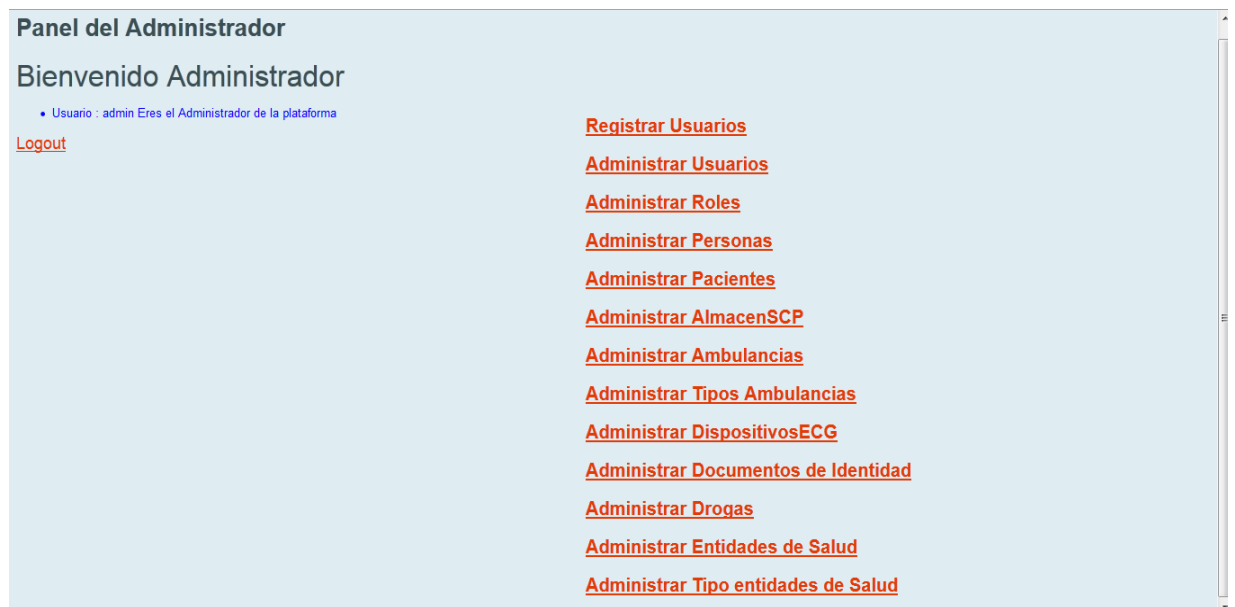 Panel del Administrador
Bienvenido Administrador
Usuario : admin Eres el Administrador de la plataforma
Logout
Registrar Usuarios
Administrar Usuarios
Administrar Roles
Administrar Personas
Administrar Pacientes
Administrar AlmacenSCP
Administrar Ambulancias
Administrar Tipos Ambulancias
Administrar DispositivosECG
Administrar Documentos de Identidad
Administrar Drogas
Administrar Entidades de Salud
Administrar Tipo entidades de Salud